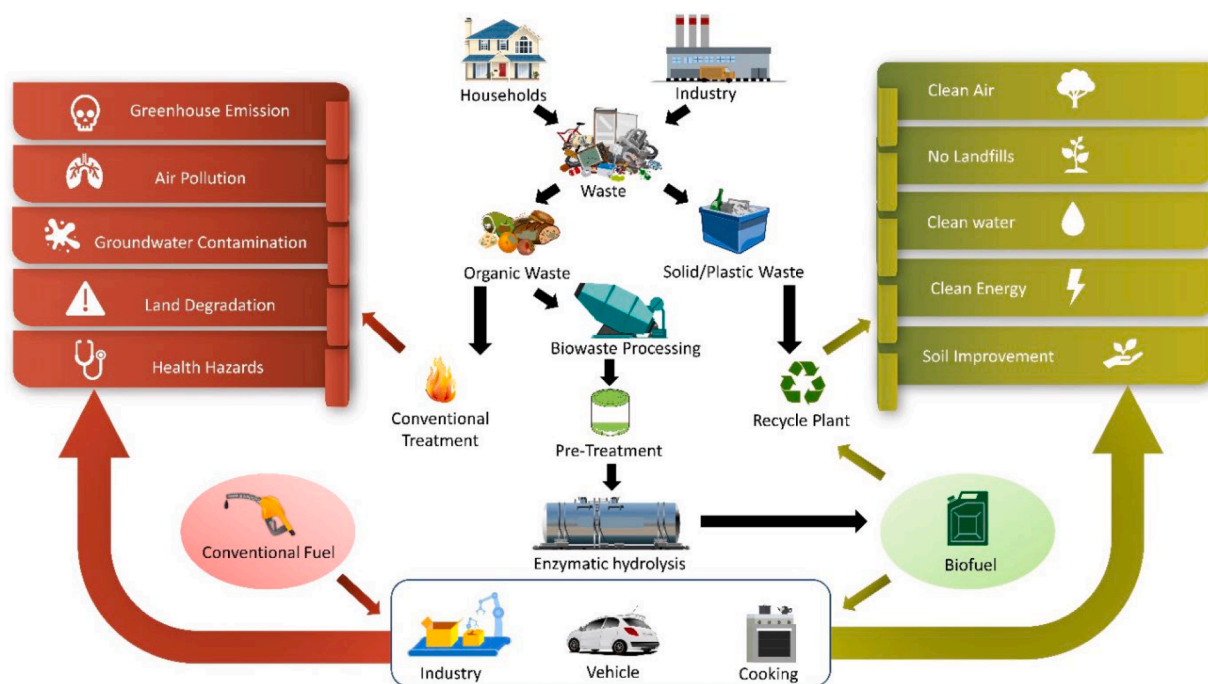 Households
Industry
Greenhouse Emission
Air Pollution
Groundwater Contamination
Land Degradation
Health Hazards
Waste
Organic Waste
Solid/Plastic Waste
Biowaste Processing
Conventional
Treatment
Pre-Treatment
Recycle Plant
Enzymatic hydrolysis
Clean Air
No Landfills
Clean water
Clean Energy
Soil Improvement
Conventional Fuel
Biofuel
Industry
Vehicle
Cooking